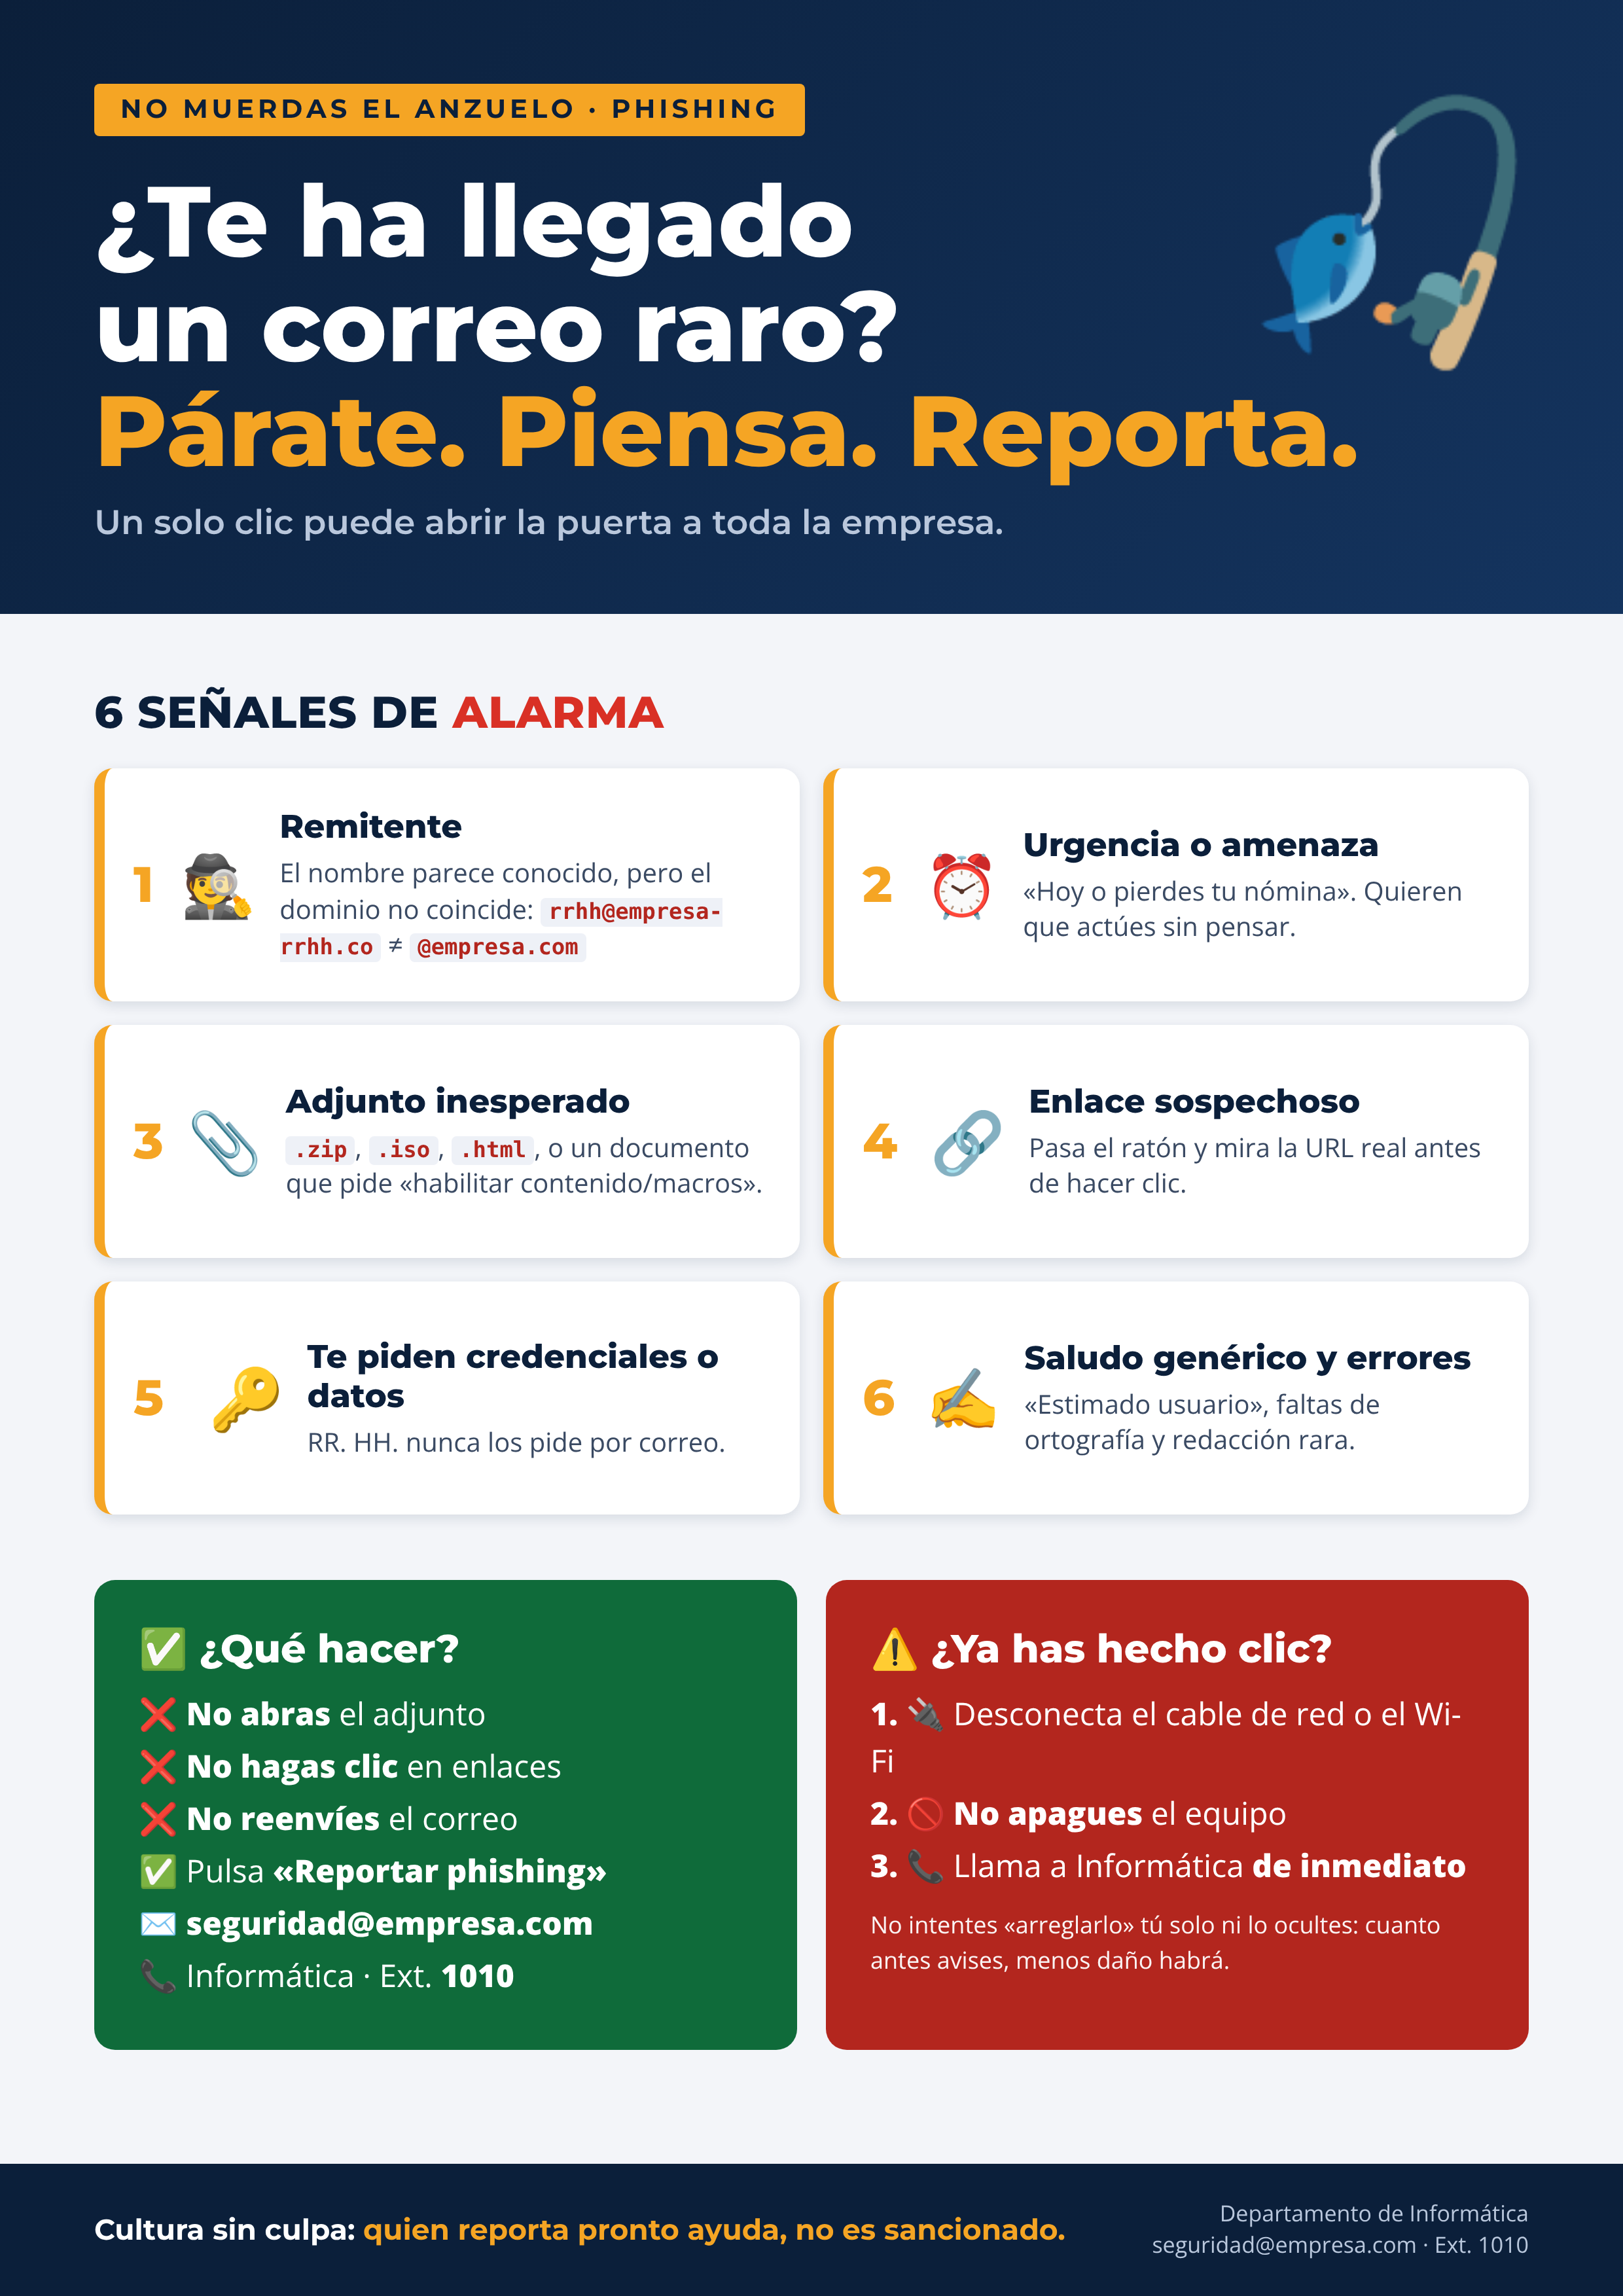 NO MUERDAS EL ANZUELO · PHISHING
¿Te ha llegado
un correo raro?
Párate. Piensa. Reporta.
Un solo clic puede abrir la puerta a toda la empresa.
6 SEÑALES DE ALARMA
1
Remitente
El nombre parece conocido, pero el
dominio no coincide: rrhh@empresa-
rrhh.co ≠ @empresa.com
2
Urgencia o amenaza
«Hoy o pierdes tu nómina». Quieren
que actúes sin pensar.
3
Adjunto inesperado
.zip, .iso, .html, o un documento
que pide «habilitar contenido/macros».
4
Enlace sospechoso
Pasa el ratón y mira la URL real antes
de hacer clic.
5
Te piden credenciales o
datos
RR. HH. nunca los pide por correo.
6
Saludo genérico y errores
«Estimado usuario», faltas de
ortografía y redacción rara.
✅ ¿Qué hacer?
❌ No abras el adjunto
❌ No hagas clic en enlaces
❌ No reenvíes el correo
✅ Pulsa «Reportar phishing»
✉️ seguridad@empresa.com
📞 Informática · Ext. 1010
⚠️ ¿Ya has hecho clic?
1. 🔌 Desconecta el cable de red o el Wi-
Fi
2. 🚫 No apagues el equipo
3. 📞 Llama a Informática de inmediato
No intentes «arreglarlo» tú solo ni lo ocultes: cuanto
antes avises, menos daño habrá.
Cultura sin culpa: quien reporta pronto ayuda, no es sancionado.
Departamento de Informática
seguridad@empresa.com · Ext. 1010